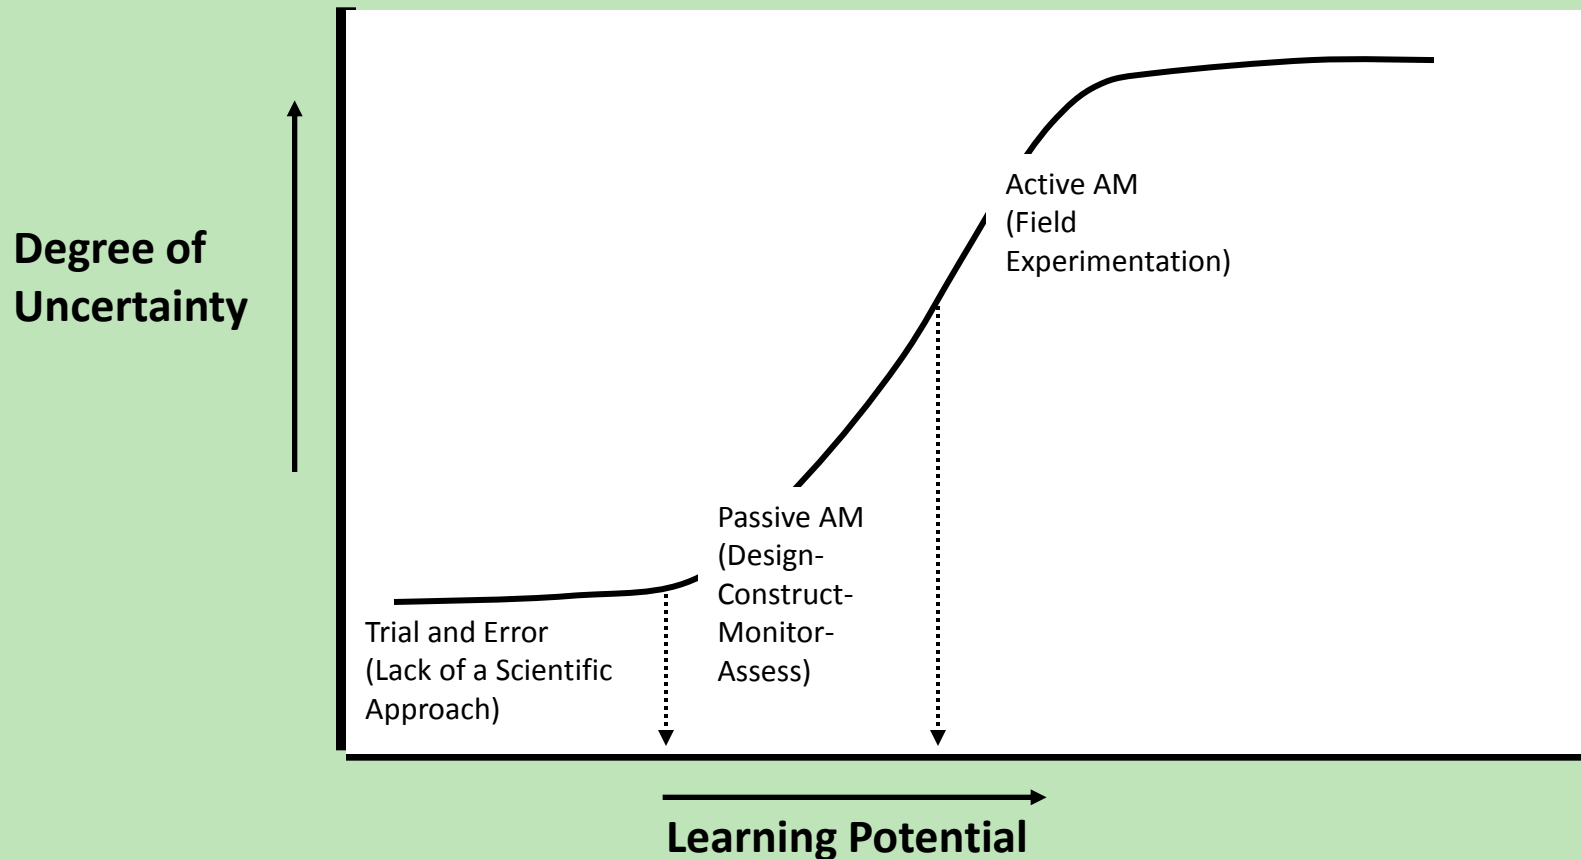 Degree of
Uncertainty
Active AM
(Field
Experimentation)
Passive AM
(Design-
Construct-
Monitor-
Assess)
Trial and Error
(Lack of a Scientific
Approach)
Learning Potential